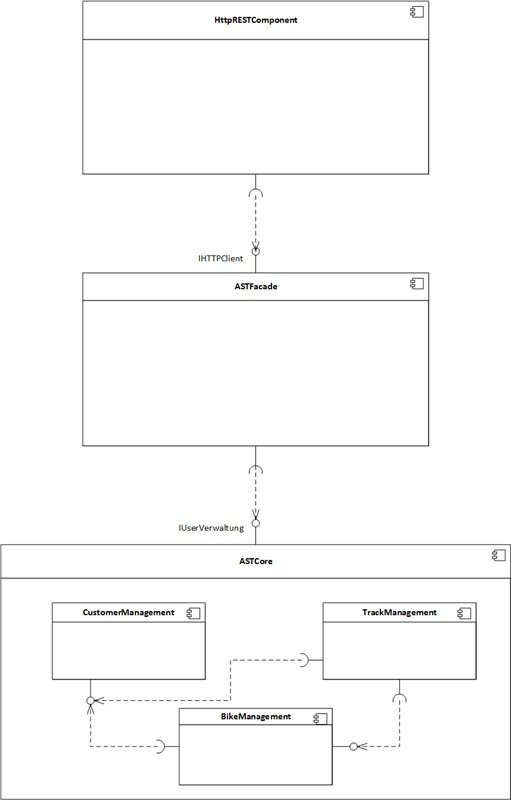 HttpRESTComponent
IHTTPClient
ASTFacade
IUserVerwaltung
ASTCore
CustomerManagement
TrackManagement
BikeManagement